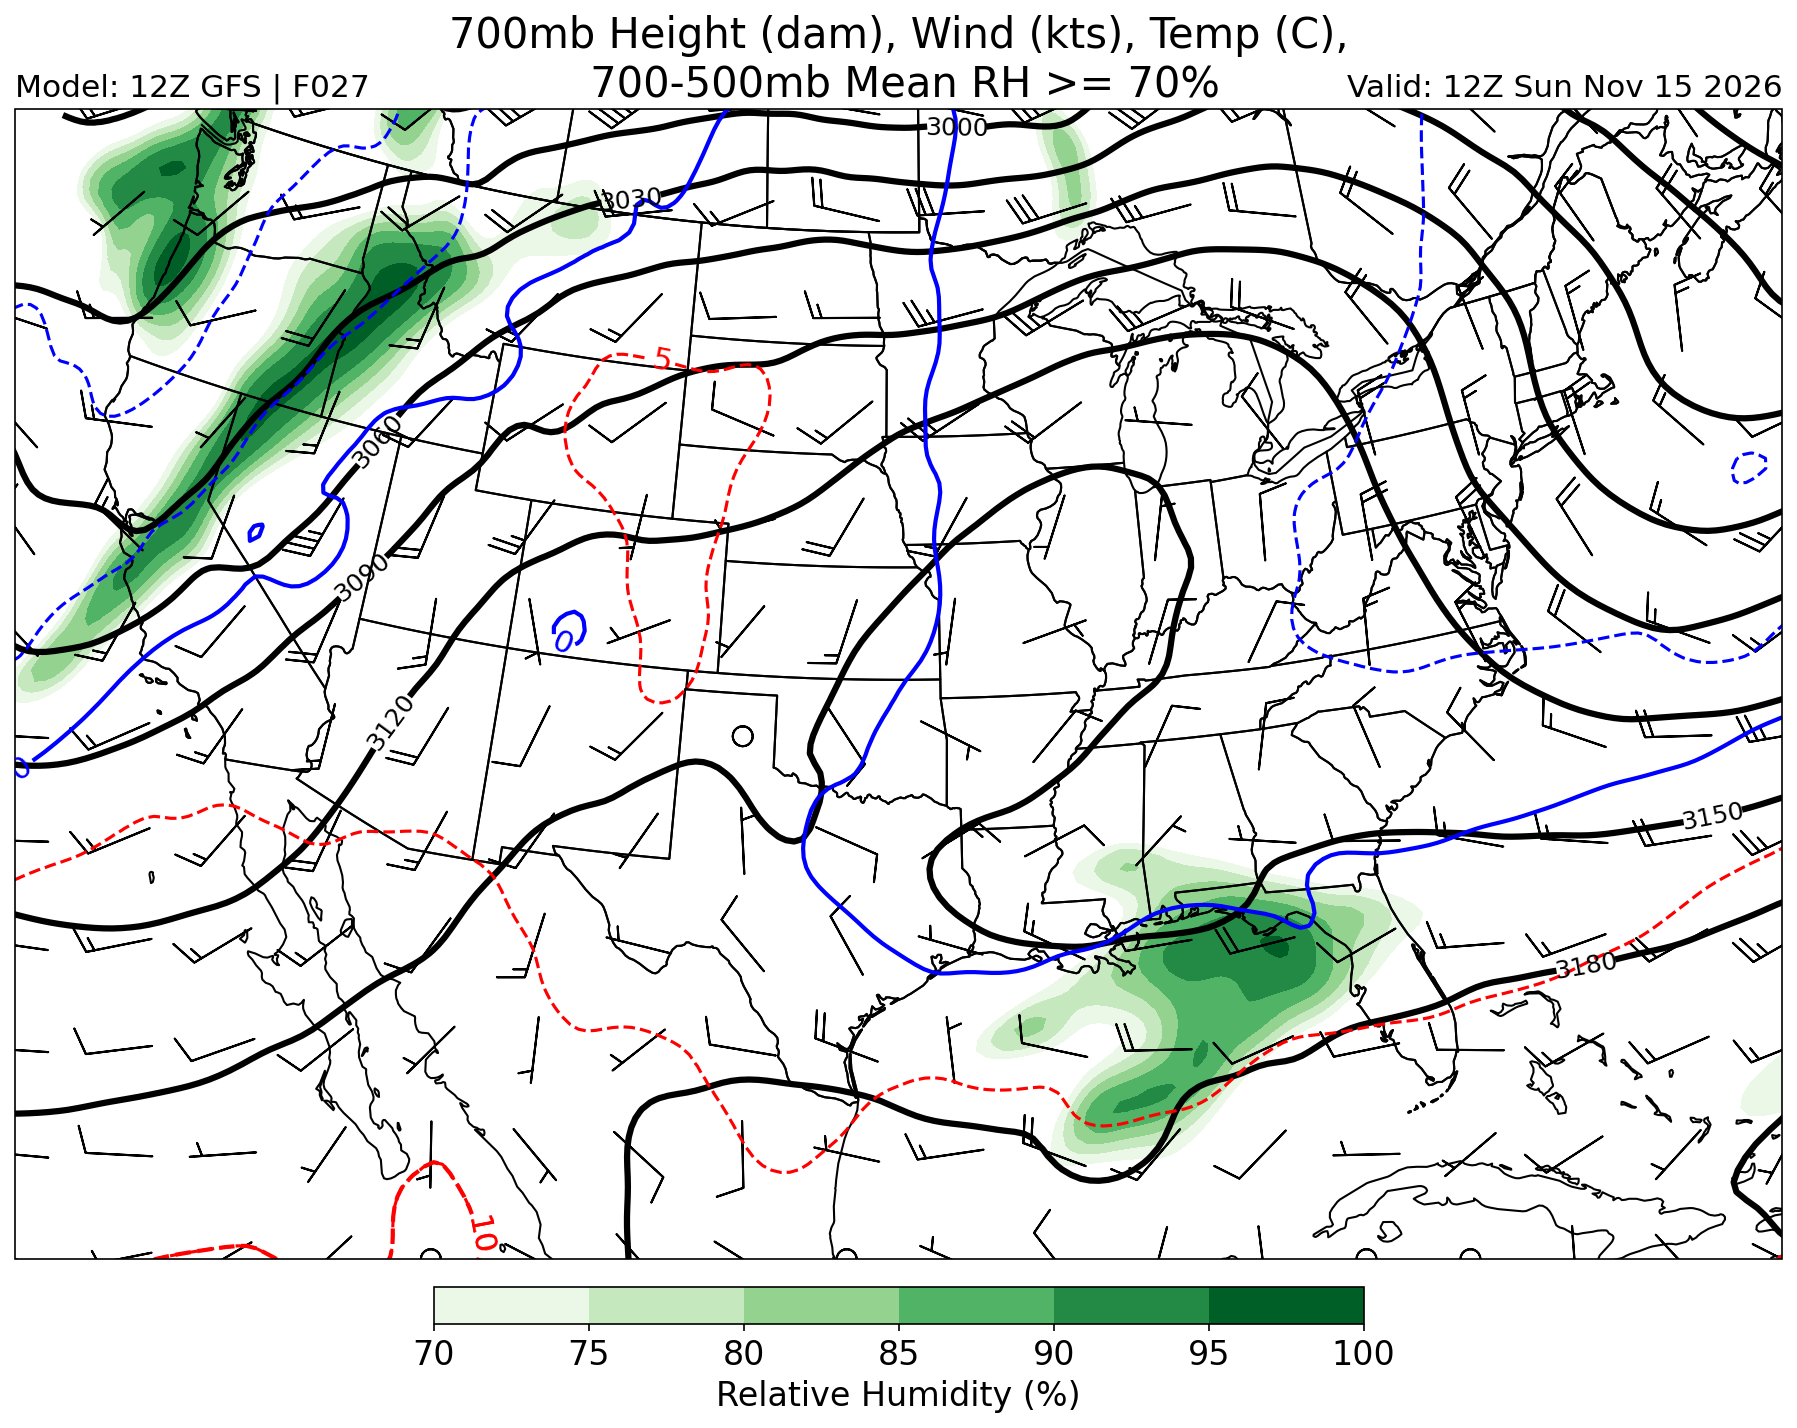 700mb Height (dam), Wind (kts), Temp (C),
700-500mb Mean RH >= 70%
Model: 12Z GFS | F027
Valid: 12Z Sun Nov 15 2026
3000
3030
5
3060
3090
0
3120
0
3150
3180
10
70 75 80 85 90 95 100
Relative Humidity (%)